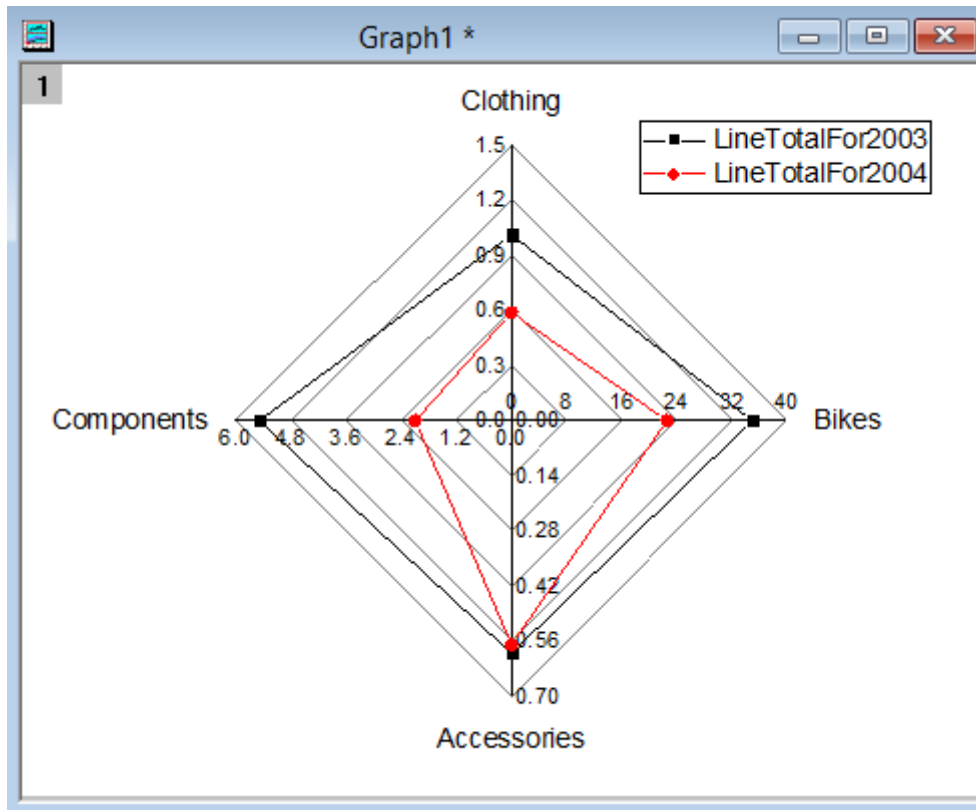 Graph1 *
1
Clothing
LineTotalFor2003
LineTotalFor2004
1.5
1.2
0.9
0.6
0.3
0 8 16 24 32 40
Components 0.0 0.00 Bikes
6.0 4.8 3.6 2.4 1.2 0.0
0.14
0.28
0.42
0.56
0.70
Accessories